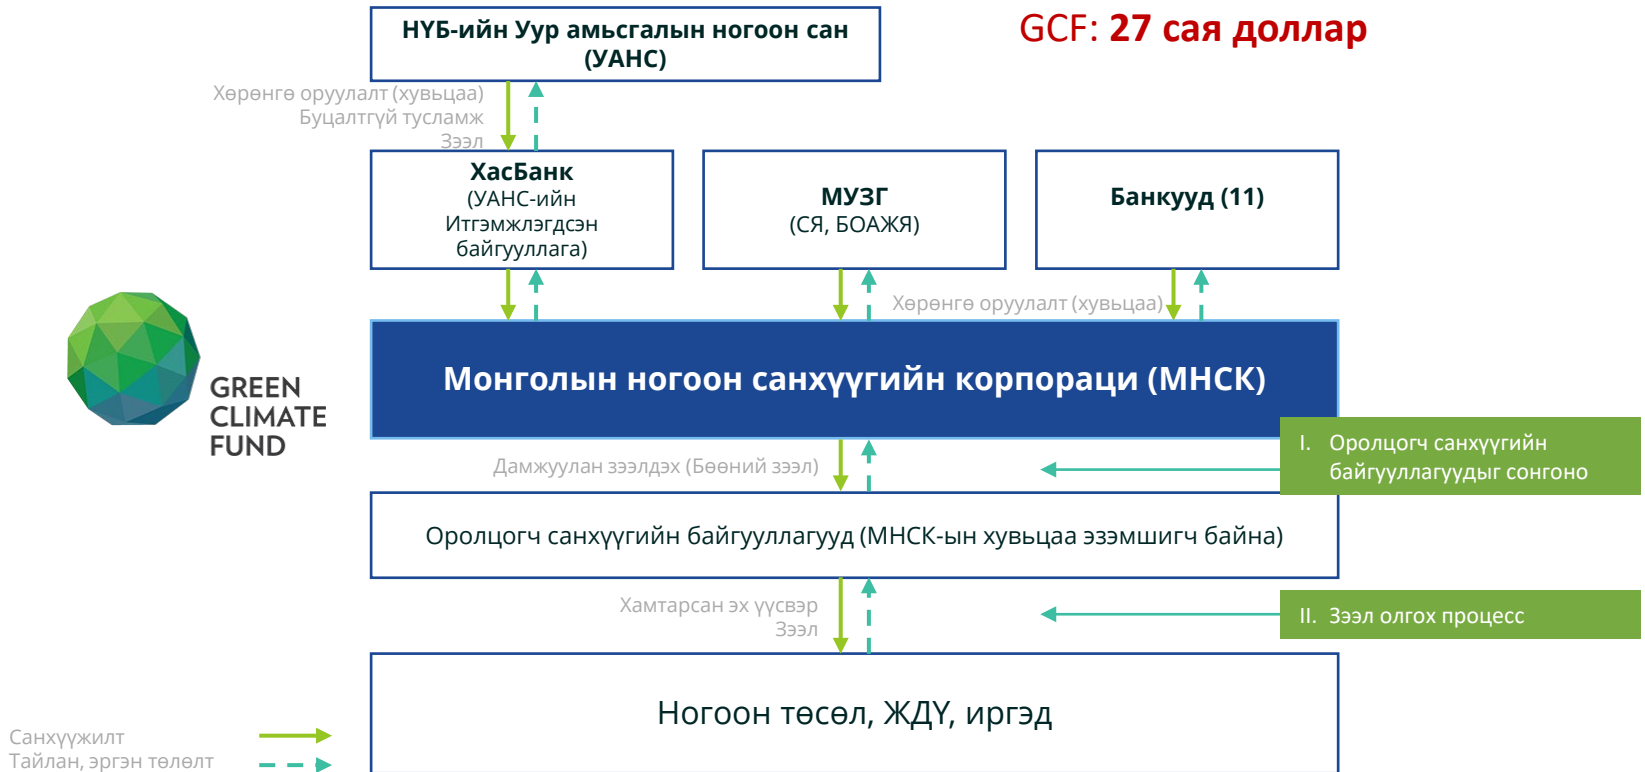 НҮБ-ийн Уур амьсгалын ногоон сан
(УАНС)
GCF: 27 сая доллар
Хөрөнгө оруулалт (хувьцаа)
Буцалтгүй тусламж
Зээл
ХасБанк
(УАНС-ийн
Итгэмжлэгдсэн
байгууллага)
МУЗГ
(СЯ, БОАЖЯ)
Банкууд (11)
Хөрөнгө оруулалт (хувьцаа)
Монголын ногоон санхүүгийн корпораци (МНСК)
GREEN
CLIMATE
FUND
Дамжуулан зээлдэх (Бөөний зээл)
I. Оролцогч санхүүгийн
байгууллагуудыг сонгоно
Оролцогч санхүүгийн байгууллагууд (МНСК-ын хувьцаа эзэмшигч байна)
Хамтарсан эх үүсвэр
Зээл
II. Зээл олгох процесс
Ногоон төсөл, ЖДҮ, иргэд
Санхүүжилт
Тайлан, эргэн төлөлт